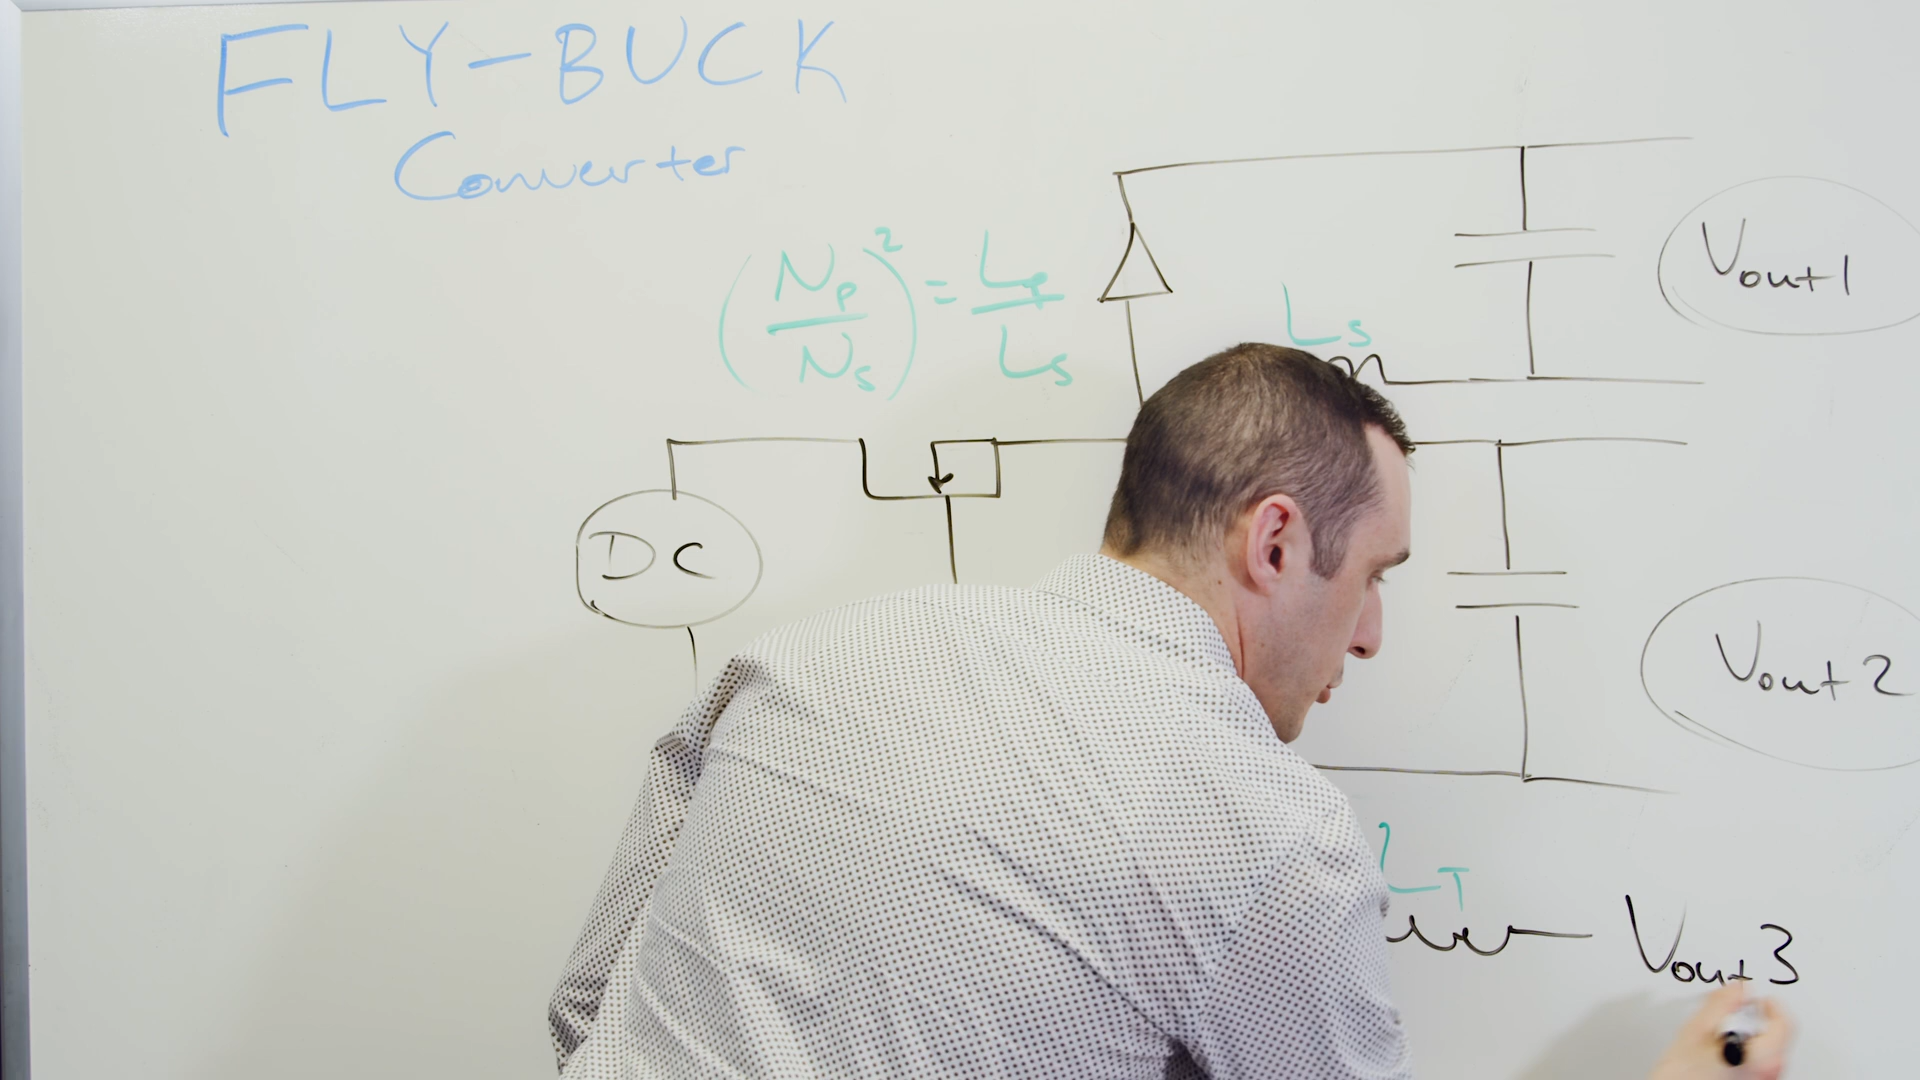 FLY-BUCK
Converter
(Np/Ns)² = Lp/Ls
Ls
Vout1
DC
Vout2
LT
Vout3